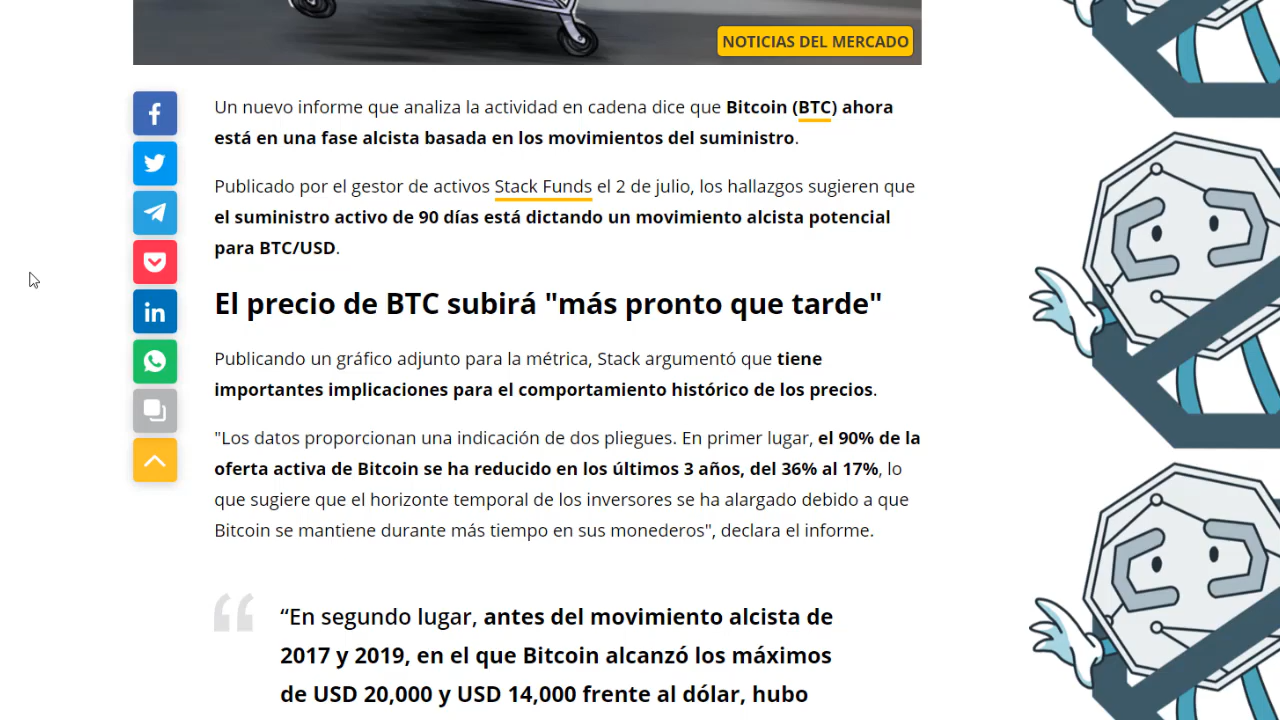 NOTICIAS DEL MERCADO
Un nuevo informe que analiza la actividad en cadena dice que Bitcoin (BTC) ahora
está en una fase alcista basada en los movimientos del suministro.
Publicado por el gestor de activos Stack Funds el 2 de julio, los hallazgos sugieren que
el suministro activo de 90 días está dictando un movimiento alcista potencial
para BTC/USD.
El precio de BTC subirá "más pronto que tarde"
Publicando un gráfico adjunto para la métrica, Stack argumentó que tiene
importantes implicaciones para el comportamiento histórico de los precios.
"Los datos proporcionan una indicación de dos pliegues. En primer lugar, el 90% de la
oferta activa de Bitcoin se ha reducido en los últimos 3 años, del 36% al 17%, lo
que sugiere que el horizonte temporal de los inversores se ha alargado debido a que
Bitcoin se mantiene durante más tiempo en sus monederos", declara el informe.
“En segundo lugar, antes del movimiento alcista de
2017 y 2019, en el que Bitcoin alcanzó los máximos
de USD 20,000 y USD 14,000 frente al dólar, hubo